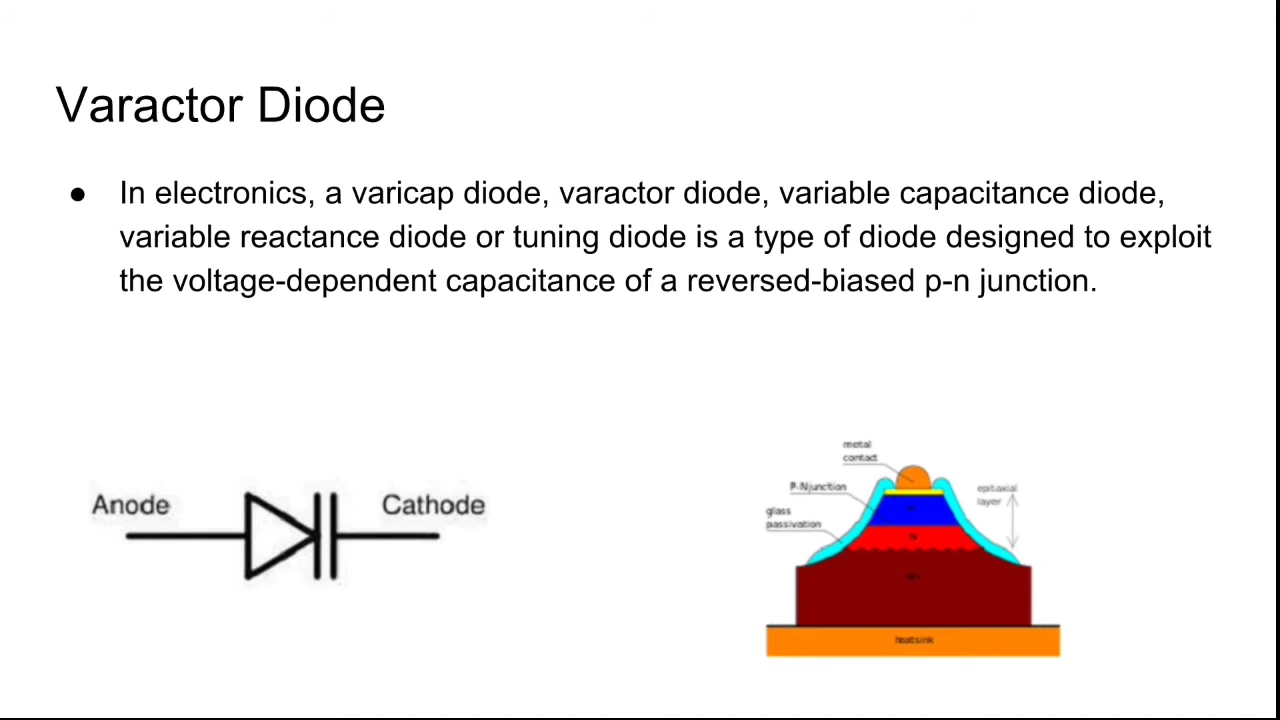 Varactor Diode
● In electronics, a varicap diode, varactor diode, variable capacitance diode,
variable reactance diode or tuning diode is a type of diode designed to exploit
the voltage-dependent capacitance of a reversed-biased p-n junction.
Anode
Cathode
metal
contact
P-N junction
glass
passivation
epitaxial
layer
N
heatsink